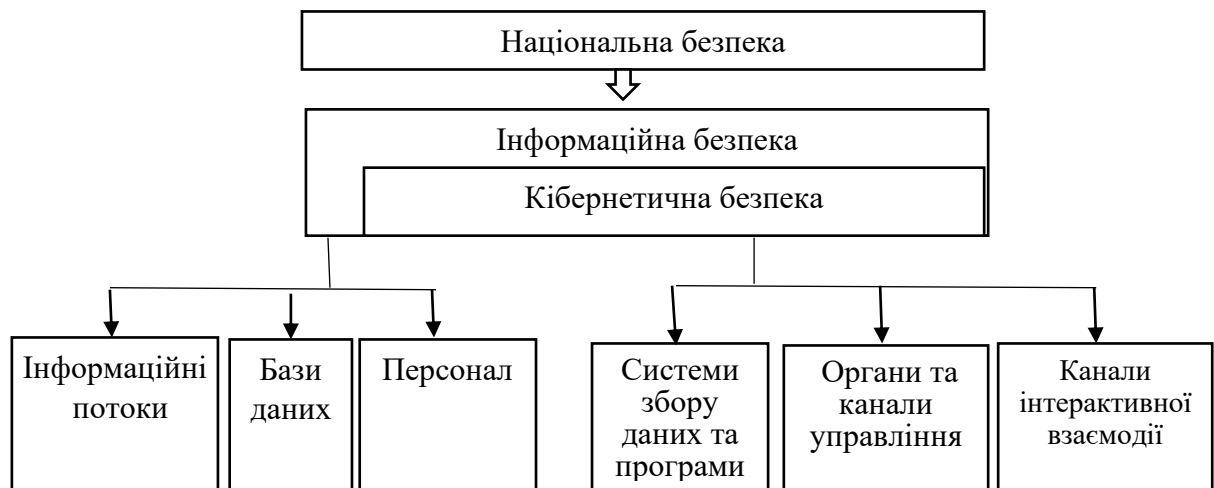 Національна безпека
Інформаційна безпека
Кібернетична безпека
Інформаційні
потоки
Бази
даних
Персонал
Системи
збору
даних та
програми
Органи та
канали
управління
Канали
інтерактивної
взаємодії